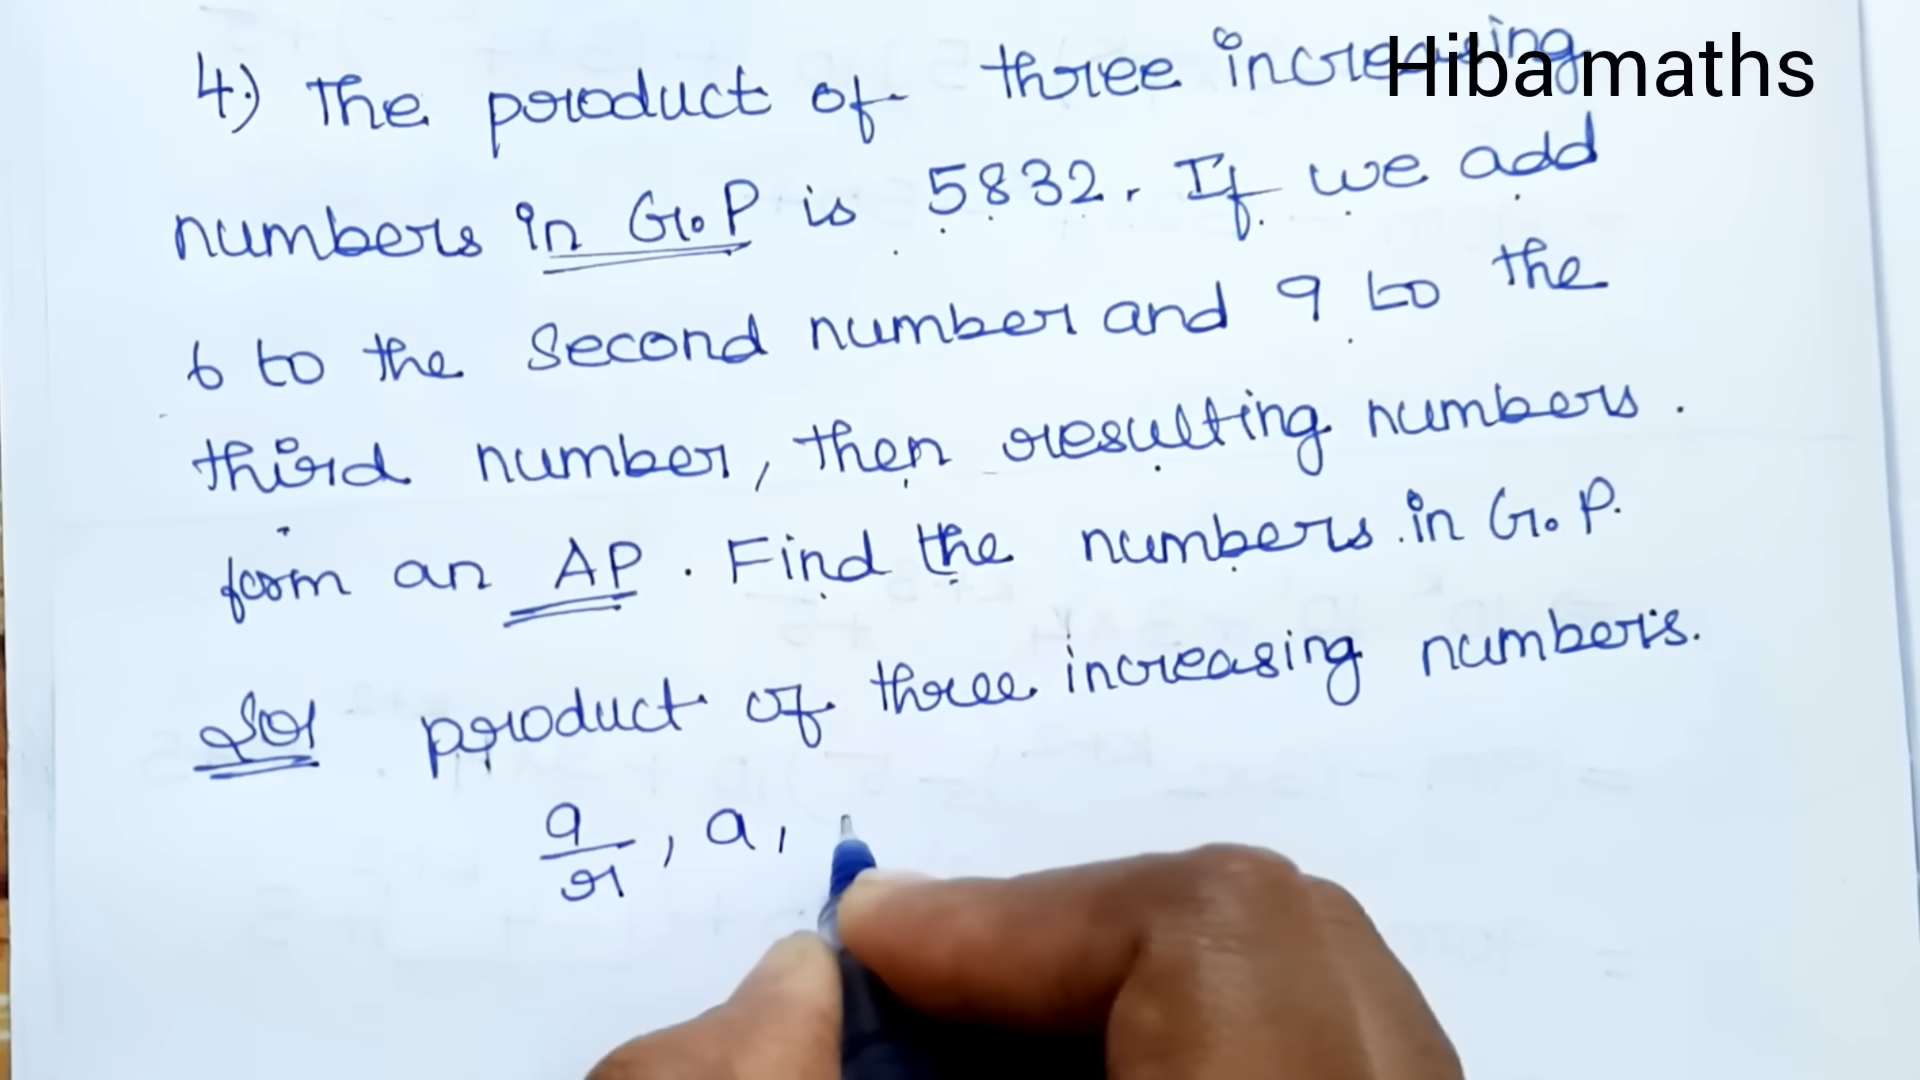 Hiba maths
4.) The product of three increasing
numbers in G.P is 5832. If we add
6 to the second number and 9 to the
third number, then resulting numbers.
form an AP. Find the numbers in G.P.
Sol product of three increasing numbers.
a/r, a,